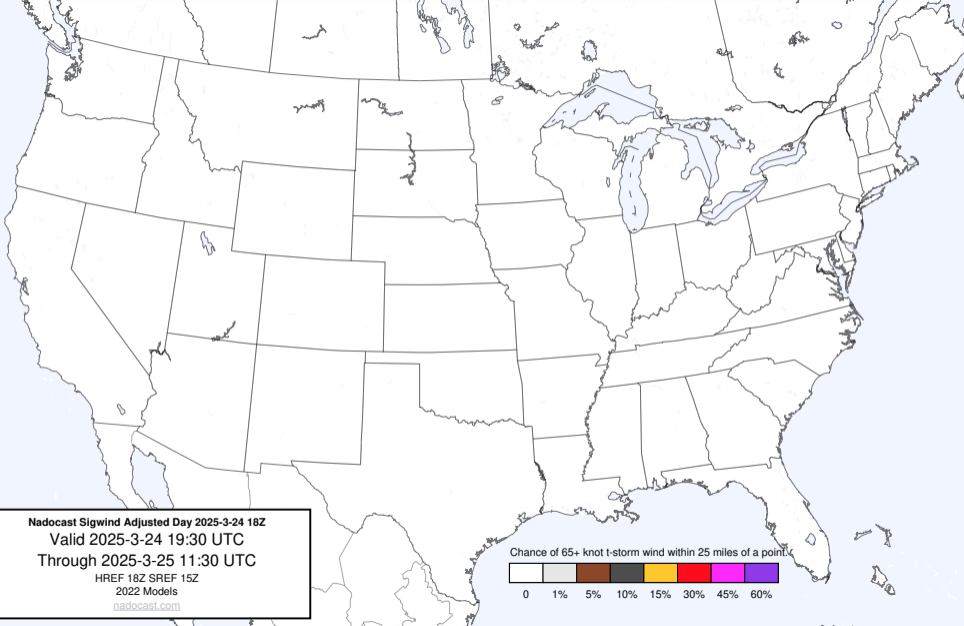 Nadocast Sigwind Adjusted Day 2025-3-24 18Z
Valid 2025-3-24 19:30 UTC
Through 2025-3-25 11:30 UTC
HREF 18Z SREF 15Z
2022 Models
nadocast.com
Chance of 65+ knot t-storm wind within 25 miles of a point.
0 1% 5% 10% 15% 30% 45% 60%